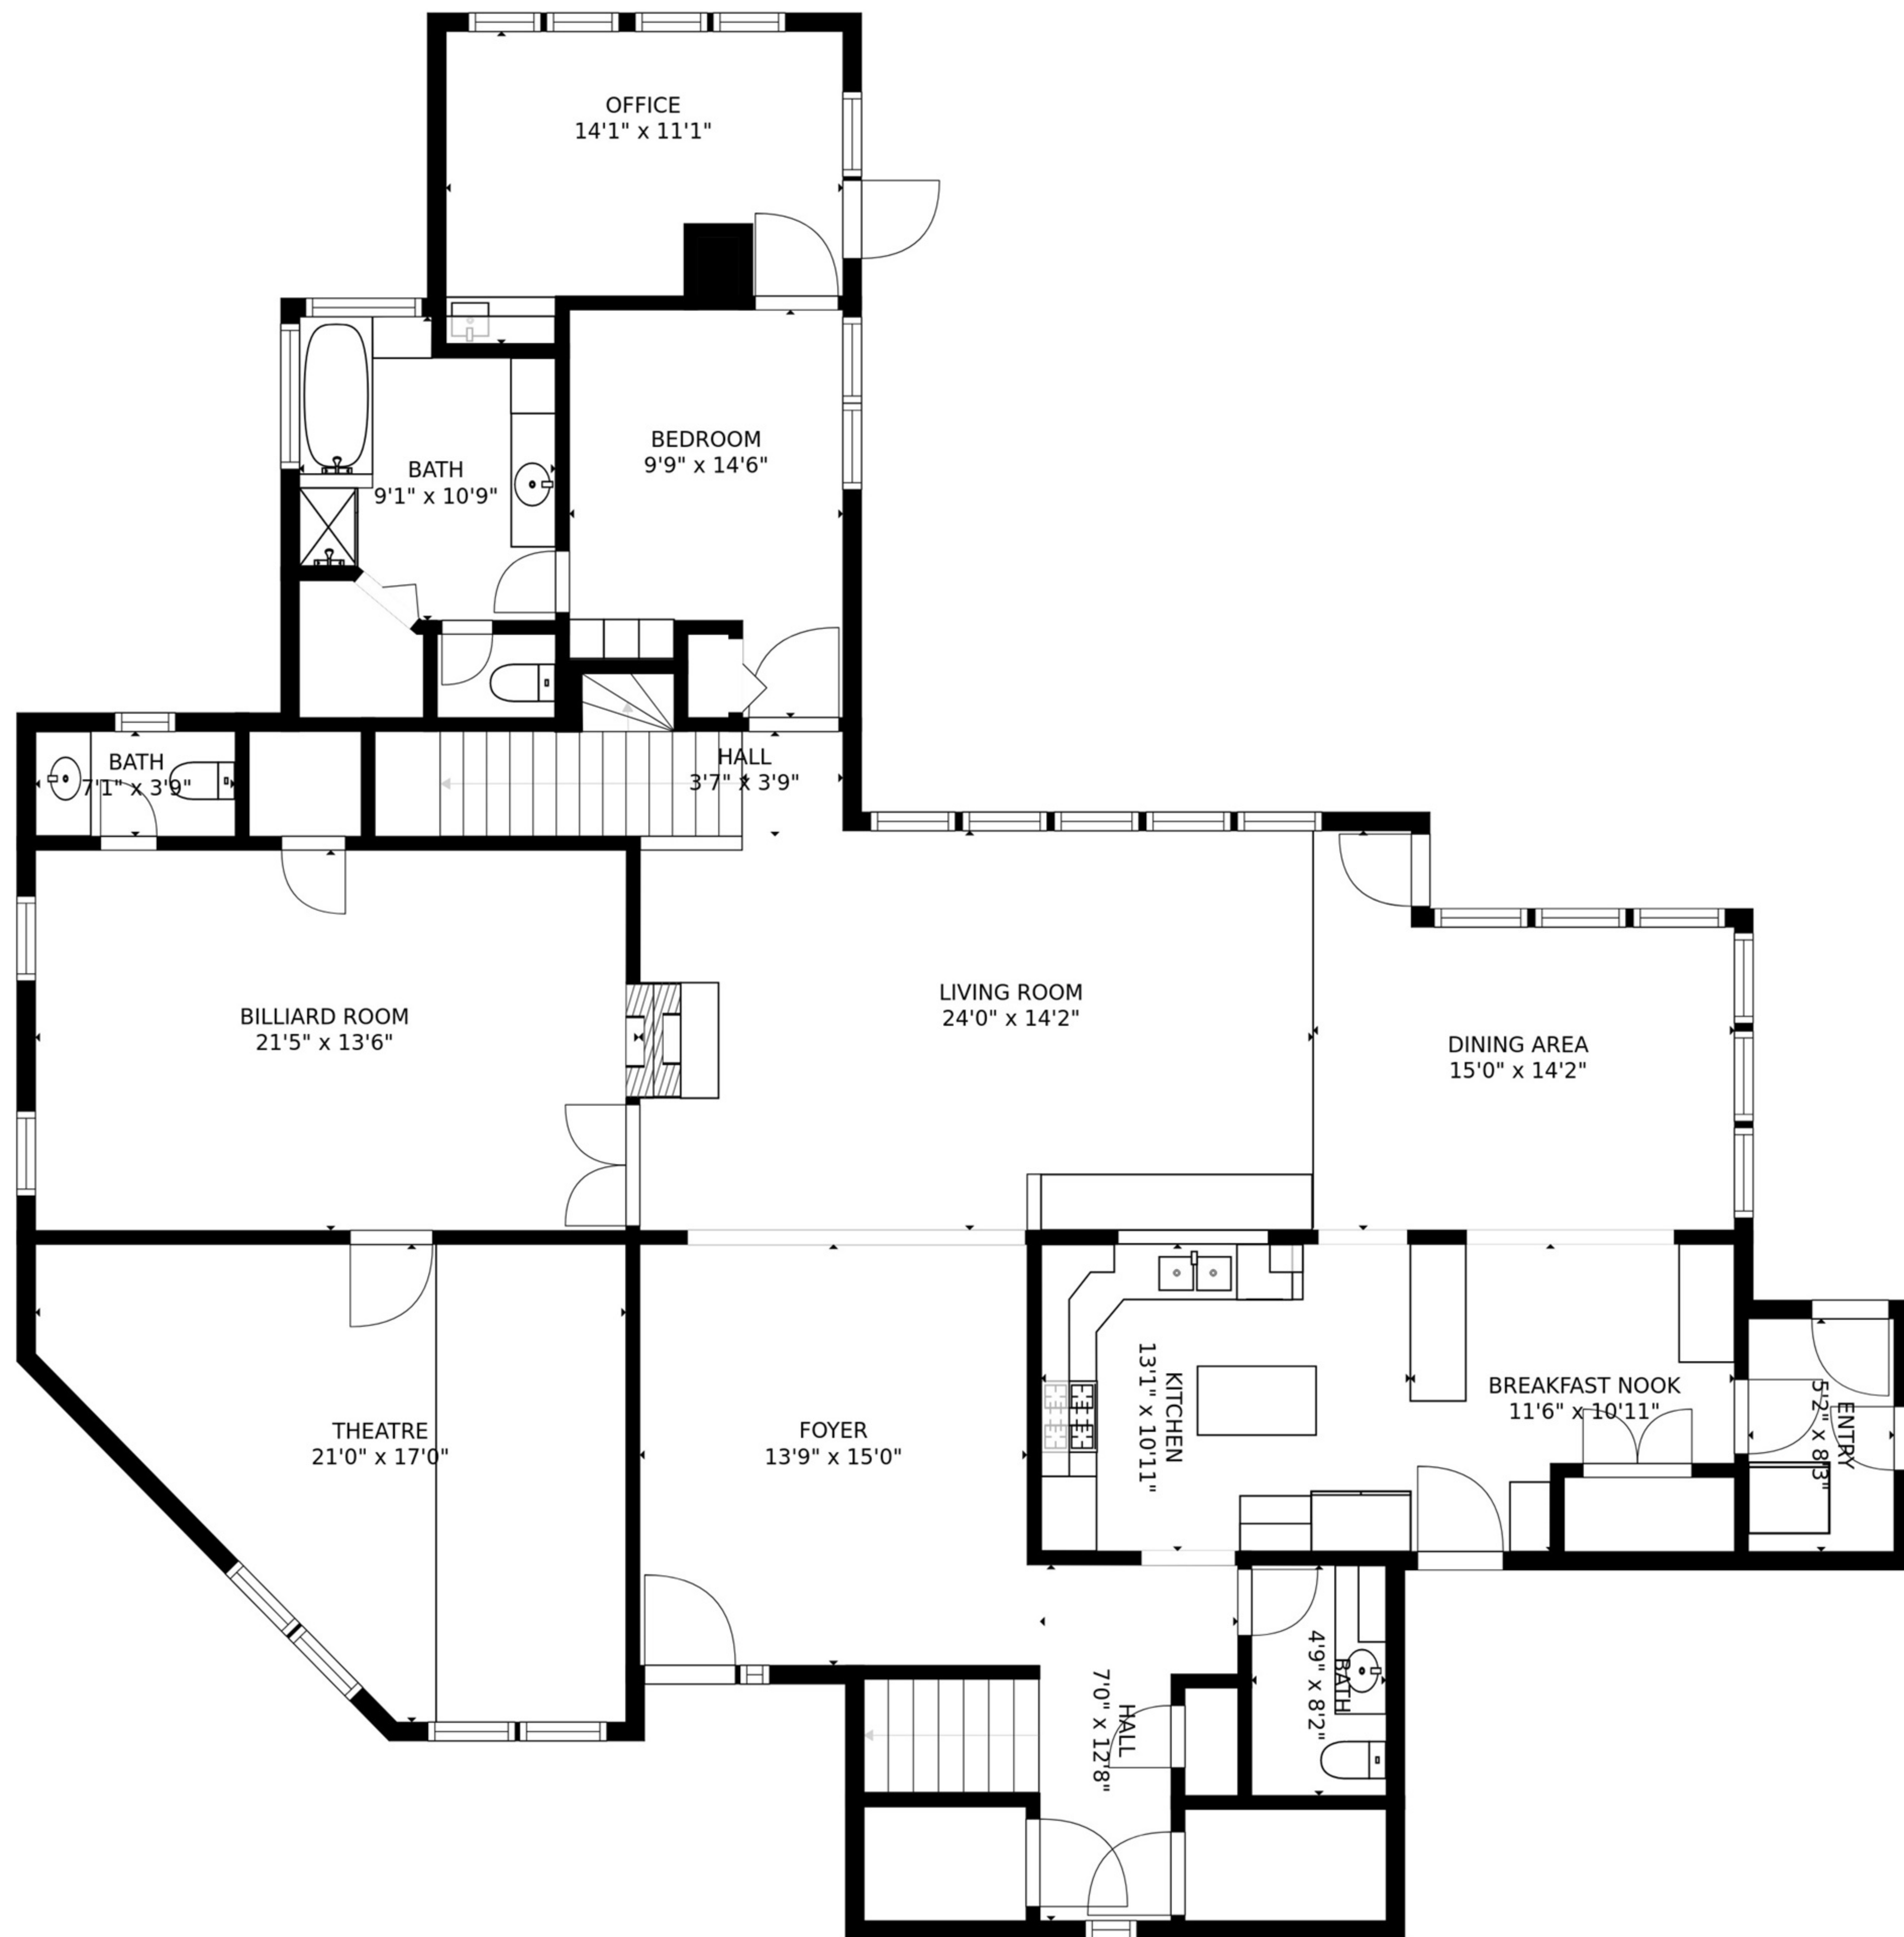 OFFICE
14'1" x 11'1"
BEDROOM
9'9" x 14'6"
BATH
9'1" x 10'9"
BATH
7'1" x 3'9"
HALL
3'7" x 3'9"
LIVING ROOM
24'0" x 14'2"
BILLIARD ROOM
21'5" x 13'6"
DINING AREA
15'0" x 14'2"
KITCHEN
13'1" x 10'11"
BREAKFAST NOOK
11'6" x 10'11"
ENTRY
5'2" x 8'3"
THEATRE
21'0" x 17'0"
FOYER
13'9" x 15'0"
BATH
4'9" x 8'2"
HALL
7'0" x 12'8"